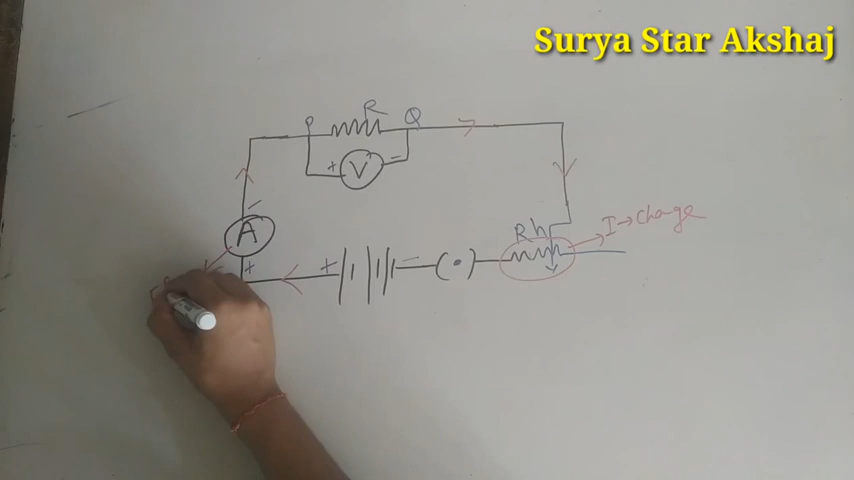 Surya Star Akshaj
R
P
Q
+ V -
-
A
+
Rh
I → Change
+
-
(•)